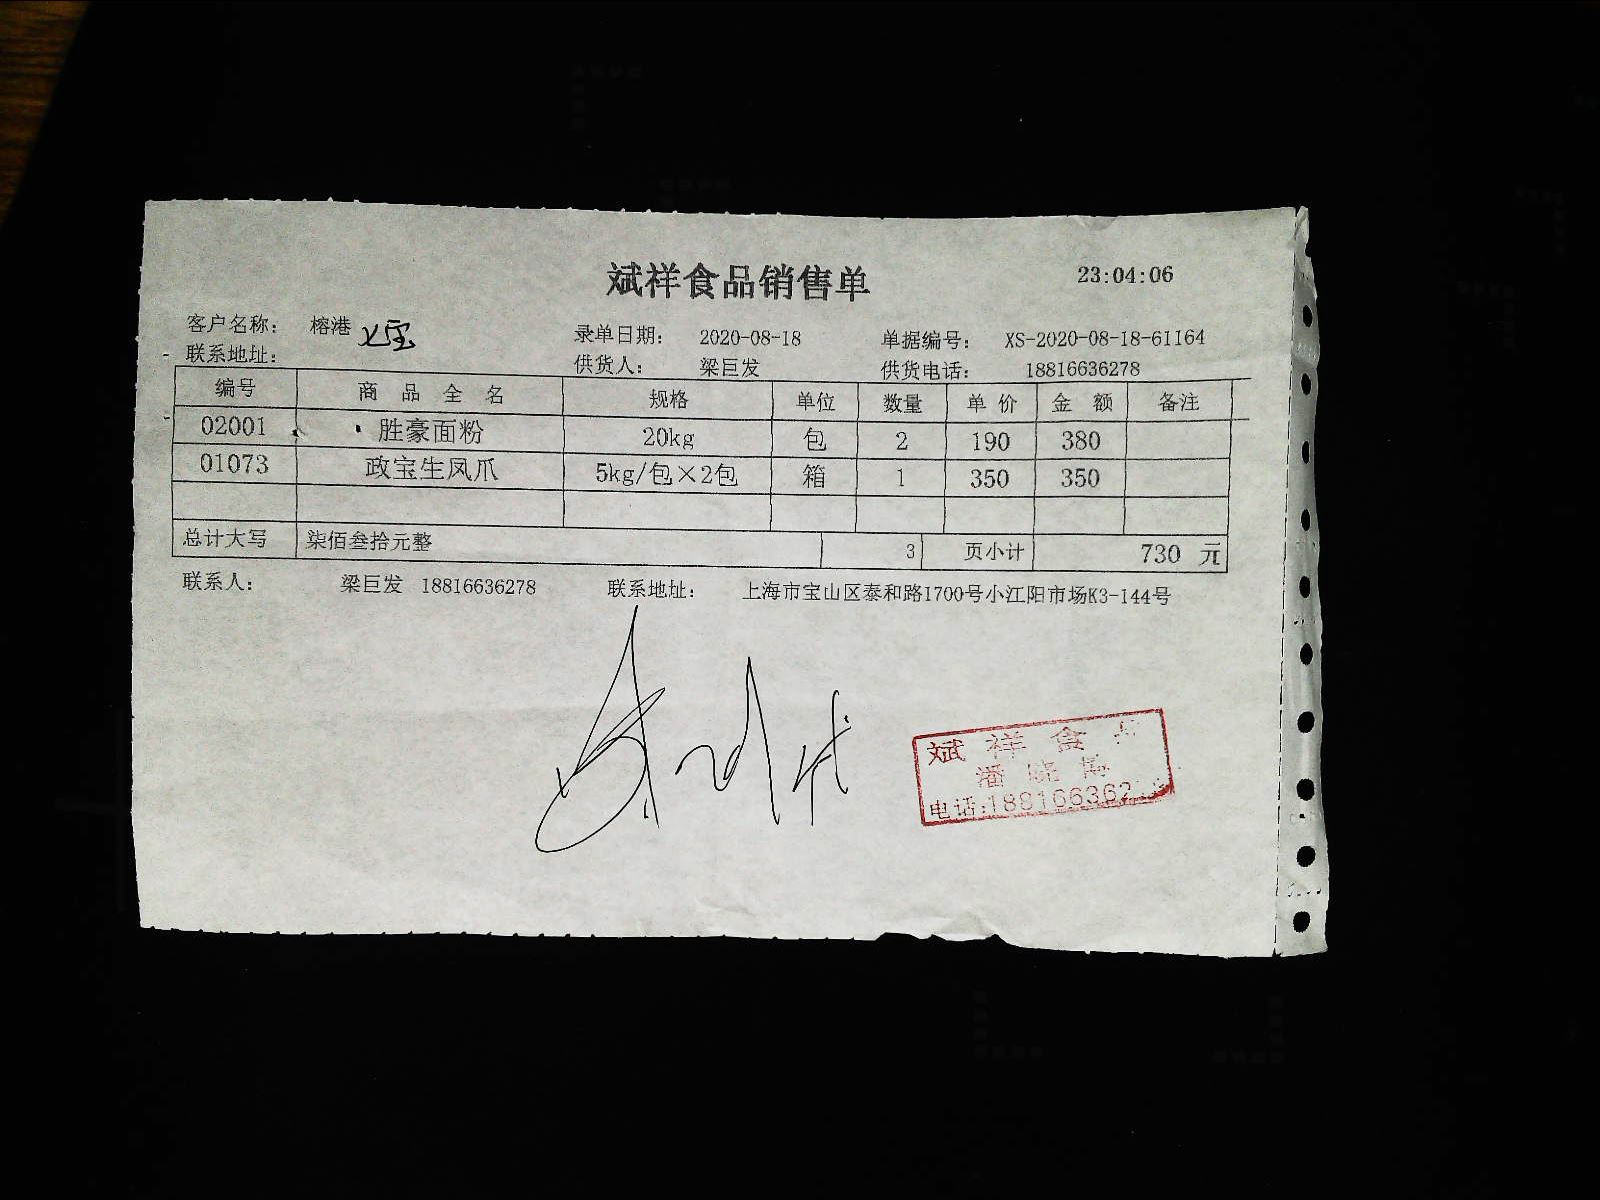 斌祥食品销售单 23:04:06
客户名称： 榕港 录单日期： 2020-08-18 单据编号： XS-2020-08-18-61164
联系地址： 供货人： 梁巨发 供货电话： 18816636278
编号 商品全名 规格 单位 数量 单价 金额 备注
02001 胜豪面粉 20kg 包 2 190 380
01073 政宝生凤爪 5kg/包×2包 箱 1 350 350
总计大写 柒佰叁拾元整 3 页小计 730 元
联系人： 梁巨发 18816636278 联系地址： 上海市宝山区泰和路1700号小江阳市场K3-144号
斌祥食
潘晓
电话:188166362